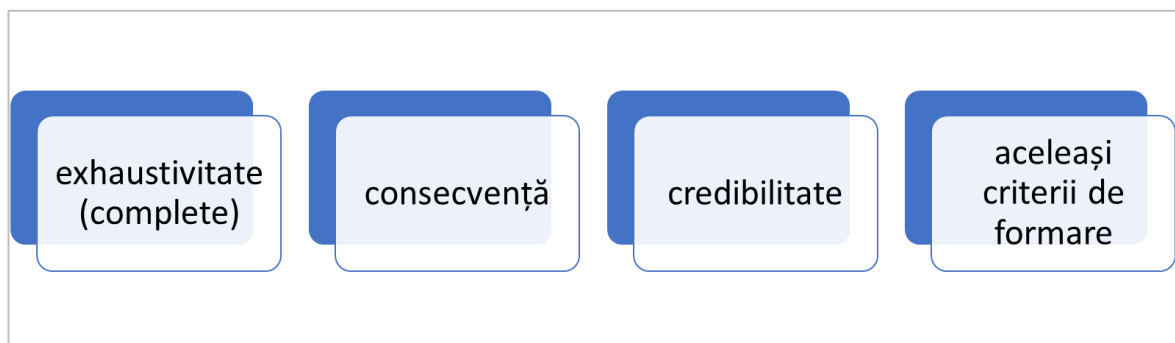 exhaustivitate
(complete)
consecvență
credibilitate
aceleași
criterii de
formare